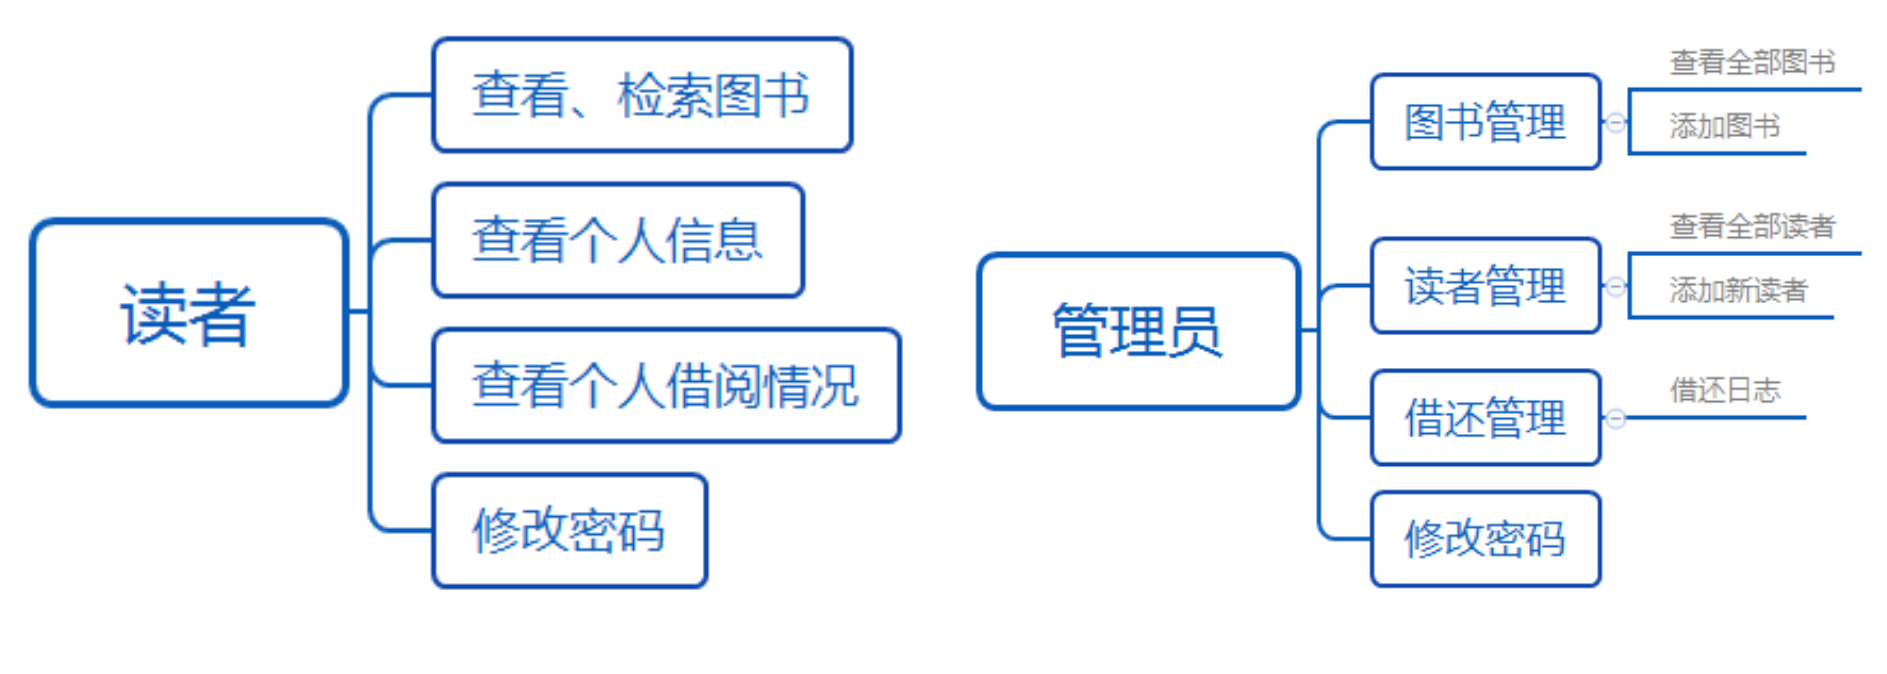 读者
查看、检索图书
查看个人信息
查看个人借阅情况
修改密码
管理员
图书管理
查看全部图书
添加图书
读者管理
查看全部读者
添加新读者
借还管理
借还日志
修改密码